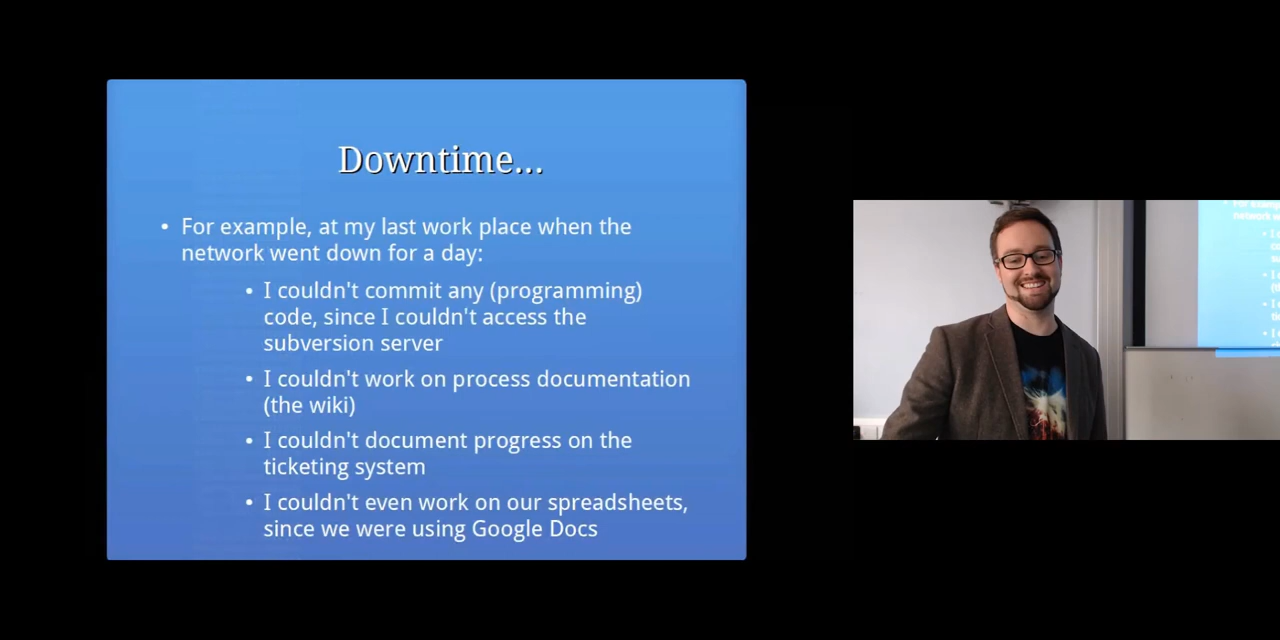 Downtime...
• For example, at my last work place when the
network went down for a day:
• I couldn't commit any (programming)
code, since I couldn't access the
subversion server
• I couldn't work on process documentation
(the wiki)
• I couldn't document progress on the
ticketing system
• I couldn't even work on our spreadsheets,
since we were using Google Docs